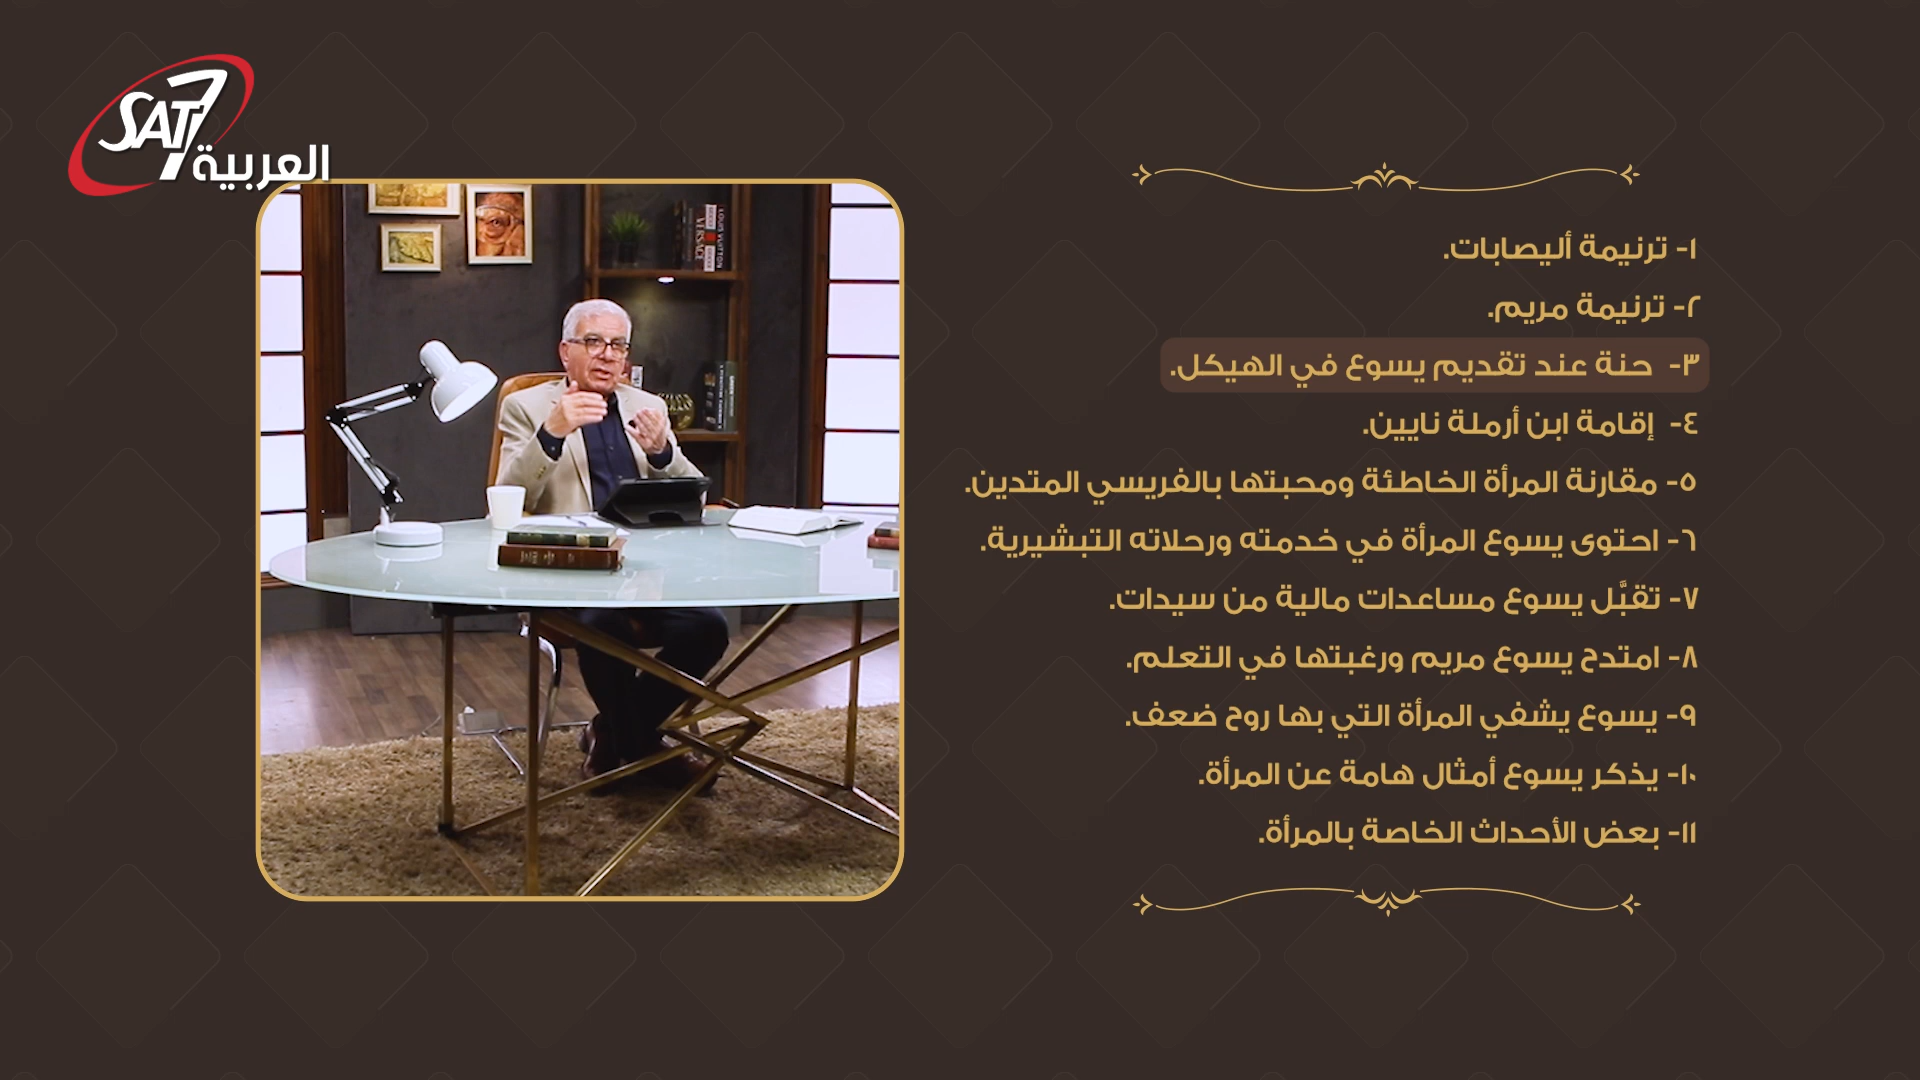 SAT7
العربية
١- ترنيمة أليصابات.
٢- ترنيمة مريم.
٣- حنة عند تقديم يسوع في الهيكل.
٤- إقامة ابن أرملة نايين.
٥- مقارنة المرأة الخاطئة ومحبتها بالفريسي المتدين.
٦- احتوى يسوع المرأة في خدمته ورحلاته التبشيرية.
٧- تقبَّل يسوع مساعدات مالية من سيدات.
٨- امتدح يسوع مريم ورغبتها في التعلم.
٩- يسوع يشفي المرأة التي بها روح ضعف.
١٠- يذكر يسوع أمثال هامة عن المرأة.
١١- بعض الأحداث الخاصة بالمرأة.
VERSACE
LOUIS VUITTON